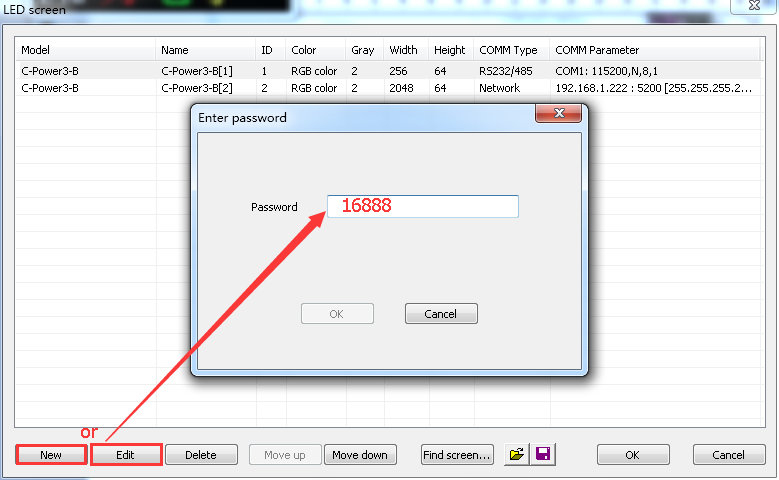 LED screen
Model Name ID Color Gray Width Height COMM Type COMM Parameter
C-Power3-B C-Power3-B[1] 1 RGB color 2 256 64 RS232/485 COM1: 115200,N,8,1
C-Power3-B C-Power3-B[2] 2 RGB color 2 2048 64 Network 192.168.1.222 : 5200 [255.255.255.2...
Enter password
Password 16888
OK Cancel
or
New Edit Delete Move up Move down Find screen... OK Cancel